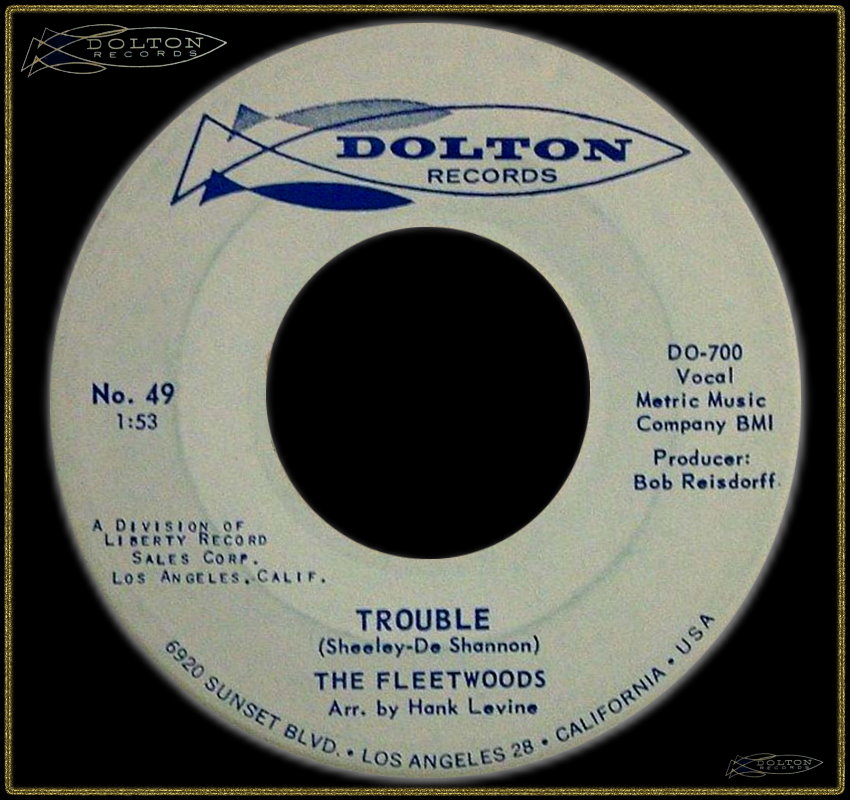 DOLTON
RECORDS
DOLTON
RECORDS
No. 49
1:53
DO-700
Vocal
Metric Music
Company BMI
Producer:
Bob Reisdorff
A DIVISION OF
LIBERTY RECORD
SALES CORP.
LOS ANGELES, CALIF.
TROUBLE
(Sheeley-De Shannon)
THE FLEETWOODS
Arr. by Hank Levine
6920 SUNSET BLVD. • LOS ANGELES 28 • CALIFORNIA • USA
DOLTON
RECORDS